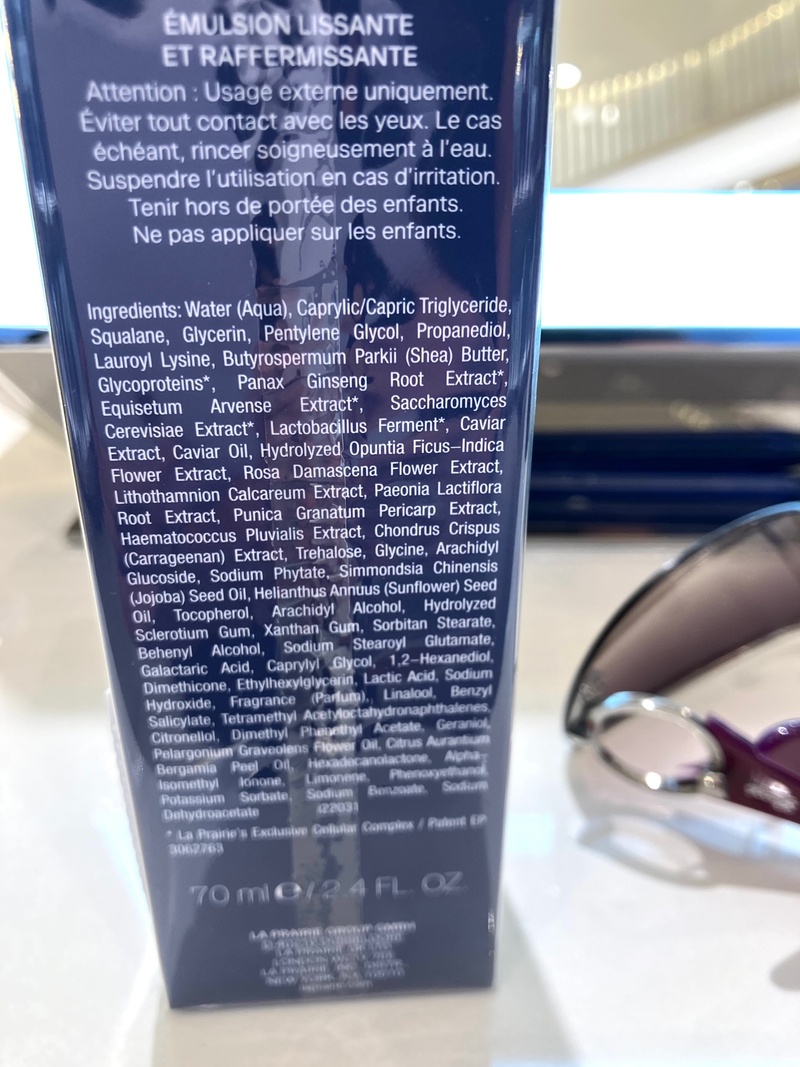 ÉMULSION LISSANTE
ET RAFFERMISSANTE
Attention : Usage externe uniquement.
Éviter tout contact avec les yeux. Le cas
échéant, rincer soigneusement à l'eau.
Suspendre l'utilisation en cas d'irritation.
Tenir hors de portée des enfants.
Ne pas appliquer sur les enfants.
Ingredients: Water (Aqua), Caprylic/Capric Triglyceride,
Squalane, Glycerin, Pentylene Glycol, Propanediol,
Lauroyl Lysine, Butyrospermum Parkii (Shea) Butter,
Glycoproteins*, Panax Ginseng Root Extract*,
Equisetum Arvense Extract*, Saccharomyces
Cerevisiae Extract*, Lactobacillus Ferment*, Caviar
Extract, Caviar Oil, Hydrolyzed Opuntia Ficus–Indica
Flower Extract, Rosa Damascena Flower Extract,
Lithothamnion Calcareum Extract, Paeonia Lactiflora
Root Extract, Punica Granatum Pericarp Extract,
Haematococcus Pluvialis Extract, Chondrus Crispus
(Carrageenan) Extract, Trehalose, Glycine, Arachidyl
Glucoside, Sodium Phytate, Simmondsia Chinensis
(Jojoba) Seed Oil, Helianthus Annuus (Sunflower) Seed
Oil, Tocopherol, Arachidyl Alcohol, Hydrolyzed
Sclerotium Gum, Xanthan Gum, Sorbitan Stearate,
Behenyl Alcohol, Sodium Stearoyl Glutamate,
Galactaric Acid, Caprylyl Glycol, 1,2–Hexanediol,
Dimethicone, Ethylhexylglycerin, Lactic Acid, Sodium
Hydroxide, Fragrance (Parfum), Linalool, Benzyl
Salicylate, Tetramethyl Acetyloctahydronaphthalenes,
Citronellol, Dimethyl Phenethyl Acetate, Geraniol,
Pelargonium Graveolens Flower Oil, Citrus Aurantium
Bergamia Peel Oil, Hexadecanolactone, Alpha–
Isomethyl Ionone, Limonene, Phenoxyethanol,
Potassium Sorbate, Sodium Benzoate, Sodium
Dehydroacetate I22031
* La Prairie's Exclusive Cellular Complex / Patent EP
3062763
70 ml ℮ / 2.4 FL. OZ.
LA PRAIRIE GROUP